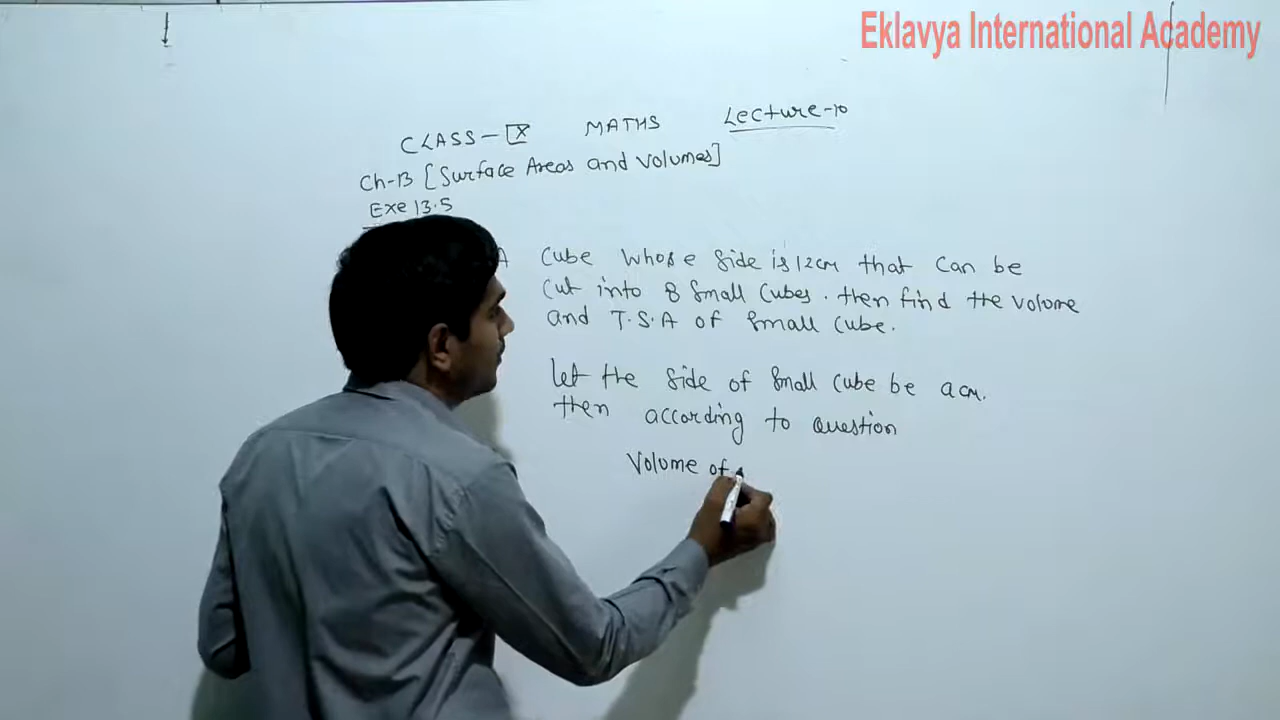 Eklavya International Academy
CLASS - X MATHS Lecture-10
Ch-13 [Surface Areas and Volumes]
Exe 13.5
A Cube whose side is 12cm that can be
cut into 8 small cubes. then find the volume
and T.S.A of small cube.
let the side of small cube be a cm.
then according to question
Volume of